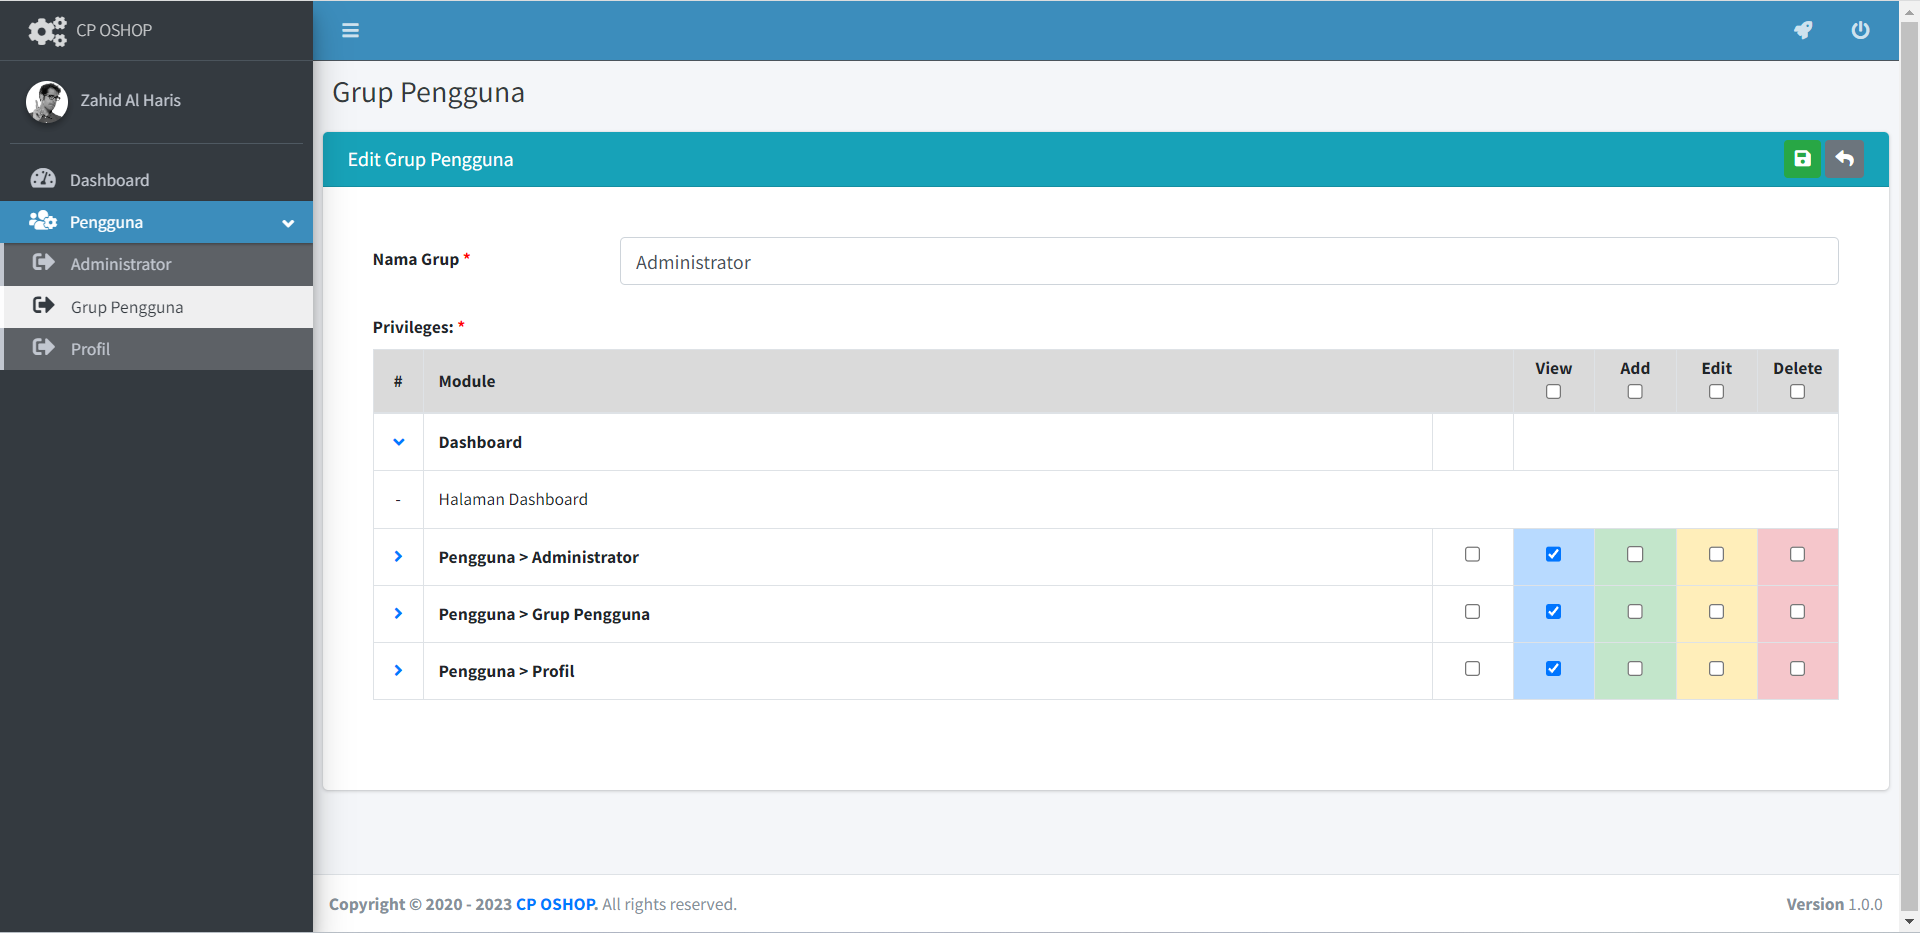 CP OSHOP
Zahid Al Haris
Dashboard
Pengguna
Administrator
Grup Pengguna
Profil
Grup Pengguna
Edit Grup Pengguna
Nama Grup *
Administrator
Privileges: *
# Module View Add Edit Delete
Dashboard
- Halaman Dashboard
Pengguna > Administrator
Pengguna > Grup Pengguna
Pengguna > Profil
Copyright © 2020 - 2023 CP OSHOP. All rights reserved.
Version 1.0.0